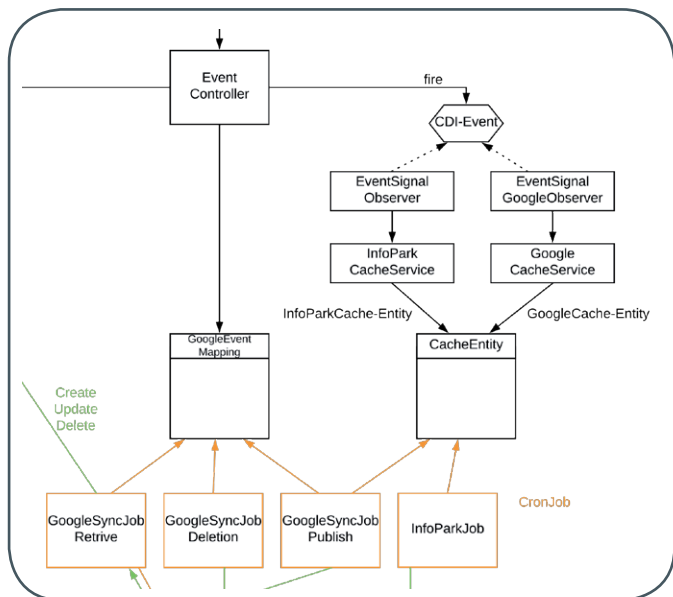 Event
Controller
fire
CDI-Event
EventSignal
Observer
EventSignal
GoogleObserver
InfoPark
CacheService
Google
CacheService
InfoParkCache-Entity
GoogleCache-Entity
GoogleEvent
Mapping
CacheEntity
Create
Update
Delete
CronJob
GoogleSyncJob
Retrive
GoogleSyncJob
Deletion
GoogleSyncJob
Publish
InfoParkJob